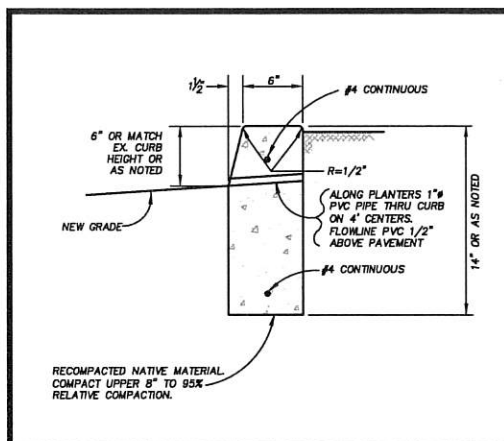 1½"
6"
#4 CONTINUOUS
6" OR MATCH
EX. CURB
HEIGHT OR
AS NOTED
R=1/2"
ALONG PLANTERS 1"ø
PVC PIPE THRU CURB
ON 4' CENTERS.
FLOWLINE PVC 1/2"
ABOVE PAVEMENT
NEW GRADE
14" OR AS NOTED
#4 CONTINUOUS
RECOMPACTED NATIVE MATERIAL.
COMPACT UPPER 8" TO 95%
RELATIVE COMPACTION.